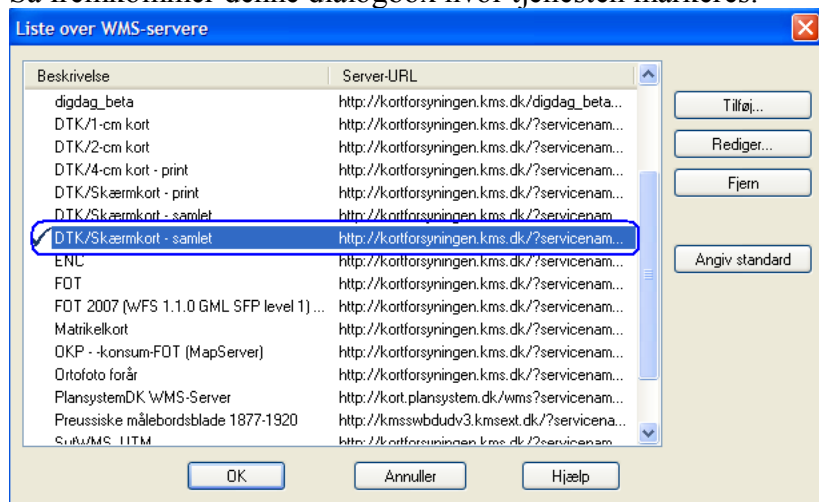 Så fremkommer denne dialogbox hvor tjenesten markeres:
Liste over WMS-servere
Beskrivelse Server-URL
digdag_beta http://kortforsyningen.kms.dk/digdag_beta...
DTK/1-cm kort http://kortforsyningen.kms.dk/?servicenam...
DTK/2-cm kort http://kortforsyningen.kms.dk/?servicenam...
DTK/4-cm kort - print http://kortforsyningen.kms.dk/?servicenam...
DTK/Skærmkort - print http://kortforsyningen.kms.dk/?servicenam...
DTK/Skærmkort - samlet http://kortforsyningen.kms.dk/?servicenam...
DTK/Skærmkort - samlet http://kortforsyningen.kms.dk/?servicenam...
ENC http://kortforsyningen.kms.dk/?servicenam...
FOT http://kortforsyningen.kms.dk/?servicenam...
FOT 2007 (WFS 1.1.0 GML SFP level 1) ... http://kortforsyningen.kms.dk/?servicenam...
Matrikelkort http://kortforsyningen.kms.dk/?servicenam...
OKP - -konsum-FOT (MapServer) http://kortforsyningen.kms.dk/?servicenam...
Ortofoto forår http://kortforsyningen.kms.dk/?servicenam...
PlansystemDK WMS-Server http://kort.plansystem.dk/wms?servicenam...
Preussiske målebordsblade 1877-1920 http://kmsswbdudv3.kmsext.dk/?servicena...
http://kortforsyningen.kms.dk/?servicenam
Tilføj...
Rediger...
Fjern
Angiv standard
OK Annuller Hjælp